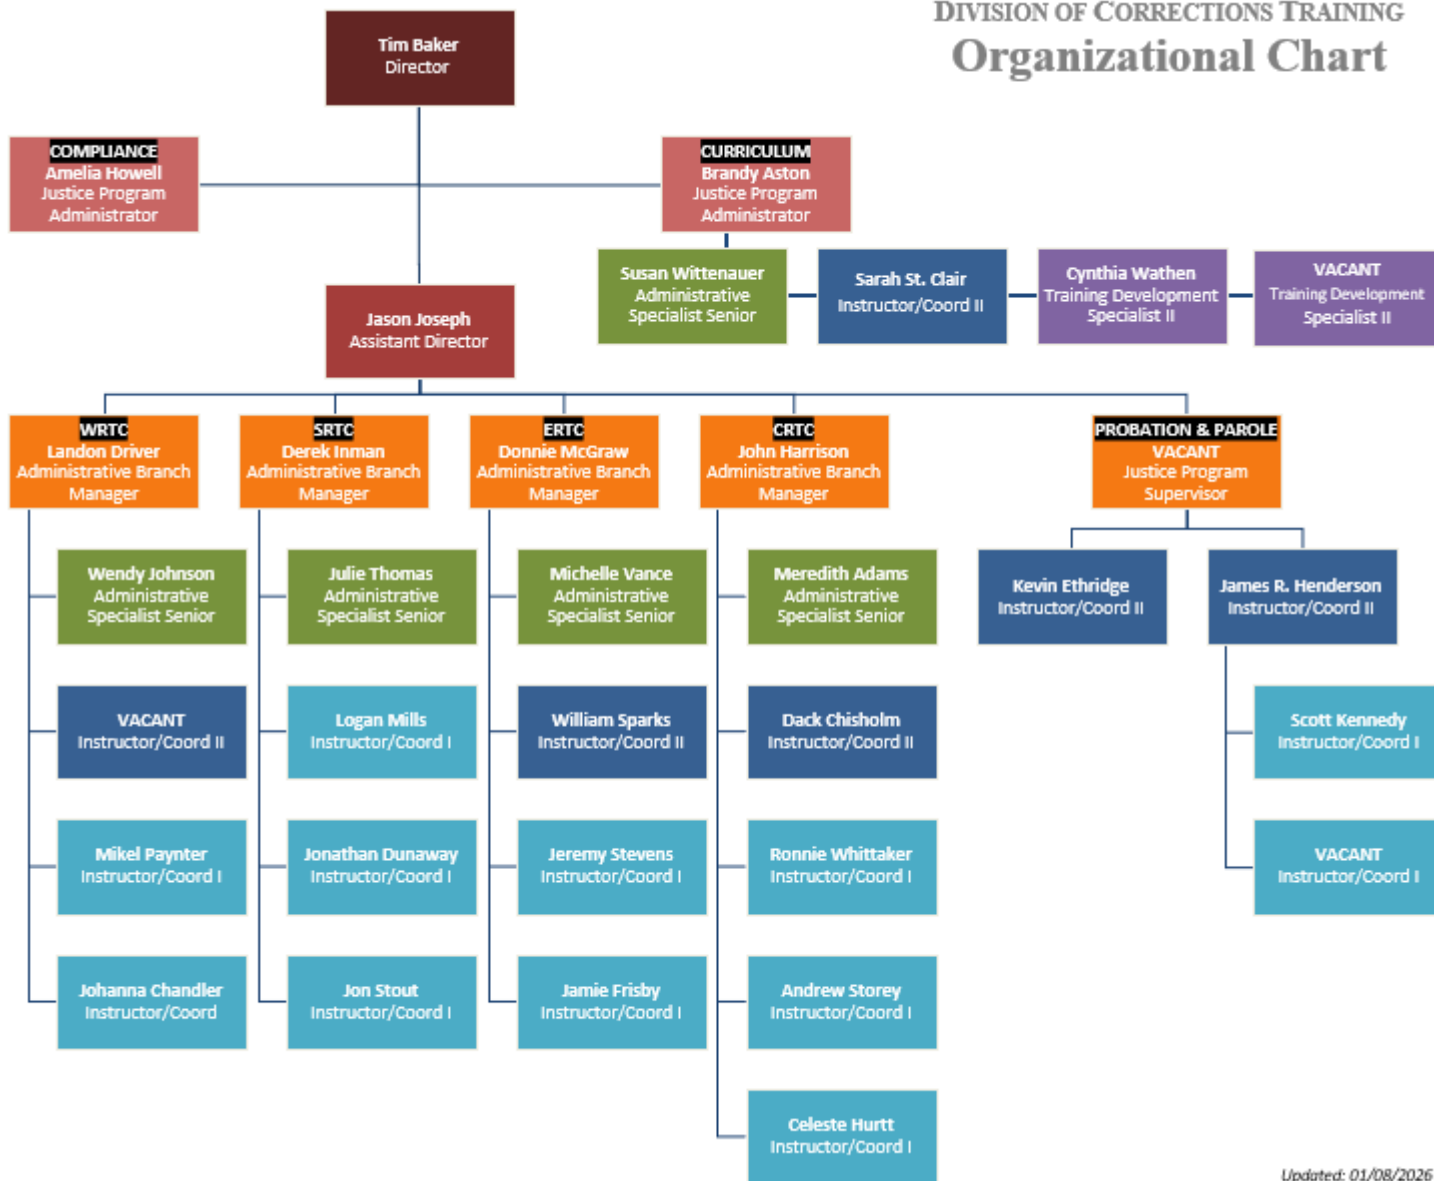 DIVISION OF CORRECTIONS TRAINING
Organizational Chart
Tim Baker
Director
COMPLIANCE
Amelia Howell
Justice Program
Administrator
CURRICULUM
Brandy Aston
Justice Program
Administrator
Susan Wittenauer
Administrative
Specialist Senior
Sarah St. Clair
Instructor/Coord II
Cynthia Wathen
Training Development
Specialist II
VACANT
Training Development
Specialist II
Jason Joseph
Assistant Director
WRTC
Landon Driver
Administrative Branch
Manager
SRTC
Derek Inman
Administrative Branch
Manager
ERTC
Donnie McGraw
Administrative Branch
Manager
CRTC
John Harrison
Administrative Branch
Manager
PROBATION & PAROLE
VACANT
Justice Program
Supervisor
Wendy Johnson
Administrative
Specialist Senior
Julie Thomas
Administrative
Specialist Senior
Michelle Vance
Administrative
Specialist Senior
Meredith Adams
Administrative
Specialist Senior
Kevin Ethridge
Instructor/Coord II
James R. Henderson
Instructor/Coord II
VACANT
Instructor/Coord II
Logan Mills
Instructor/Coord I
William Sparks
Instructor/Coord II
Dack Chisholm
Instructor/Coord II
Scott Kennedy
Instructor/Coord I
Mikel Paynter
Instructor/Coord I
Jonathan Dunaway
Instructor/Coord I
Jeremy Stevens
Instructor/Coord I
Ronnie Whittaker
Instructor/Coord I
VACANT
Instructor/Coord I
Johanna Chandler
Instructor/Coord
Jon Stout
Instructor/Coord I
Jamie Frisby
Instructor/Coord I
Andrew Storey
Instructor/Coord I
Celeste Hurtt
Instructor/Coord I
Updated: 01/08/2026